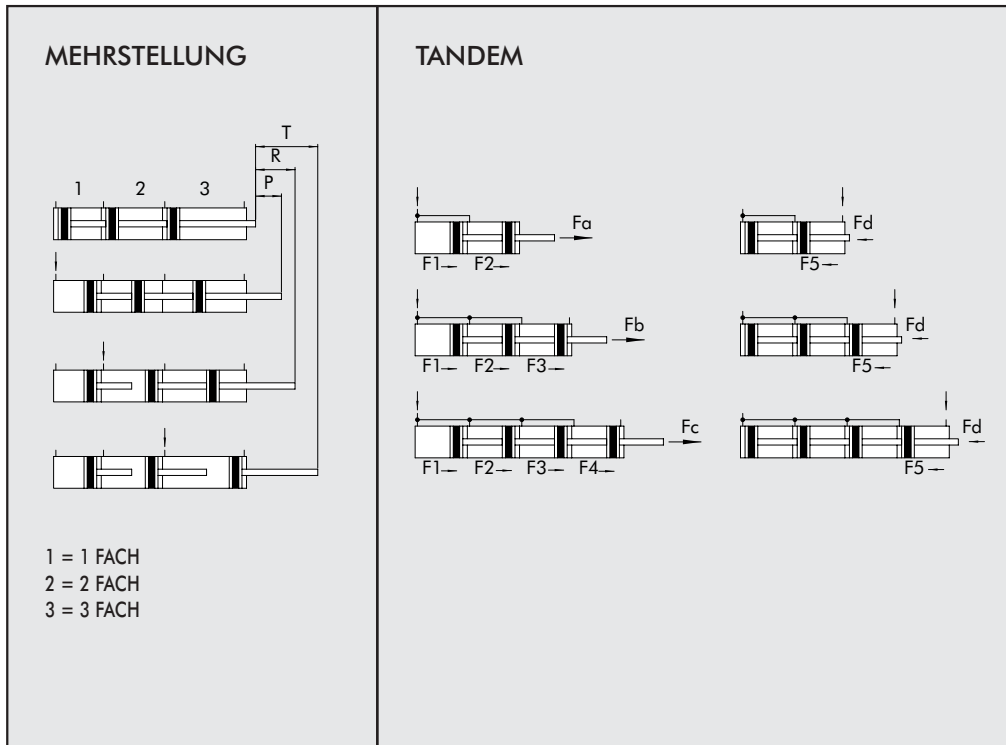 MEHRSTELLUNG
T
R
P
1 2 3
1 = 1 FACH
2 = 2 FACH
3 = 3 FACH
TANDEM
Fa
F1 F2
Fd
F5
Fb
F1 F2 F3
Fd
F5
Fc
F1 F2 F3 F4
Fd
F5